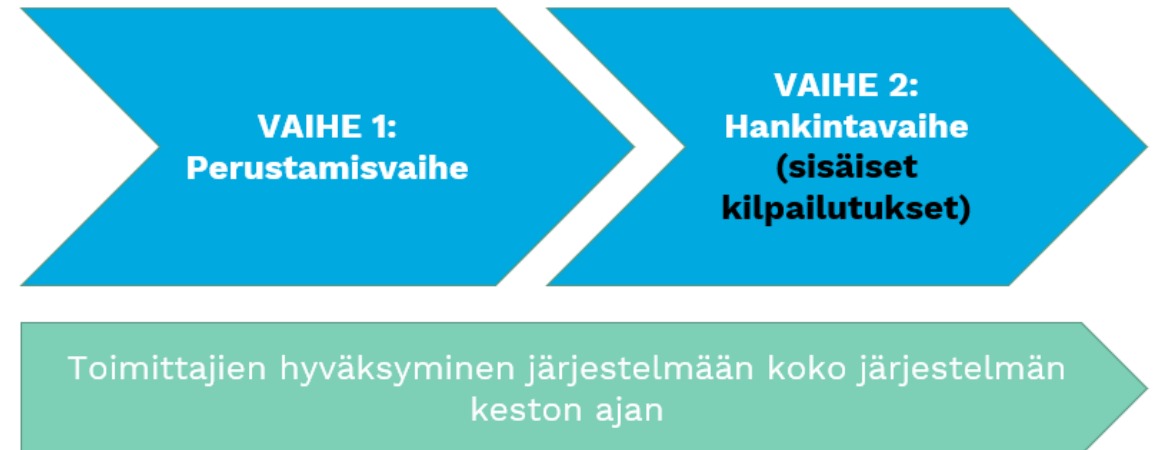 VAIHE 1:
Perustamisvaihe
VAIHE 2:
Hankintavaihe
(sisäiset
kilpailutukset)
Toimittajien hyväksyminen järjestelmään koko järjestelmän
keston ajan